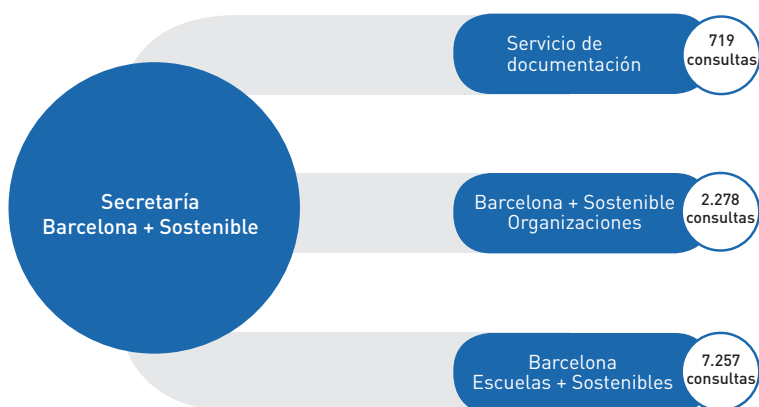 Servicio de
documentación
719
consultas
Secretaría
Barcelona + Sostenible
Barcelona + Sostenible
Organizaciones
2.278
consultas
Barcelona
Escuelas + Sostenibles
7.257
consultas